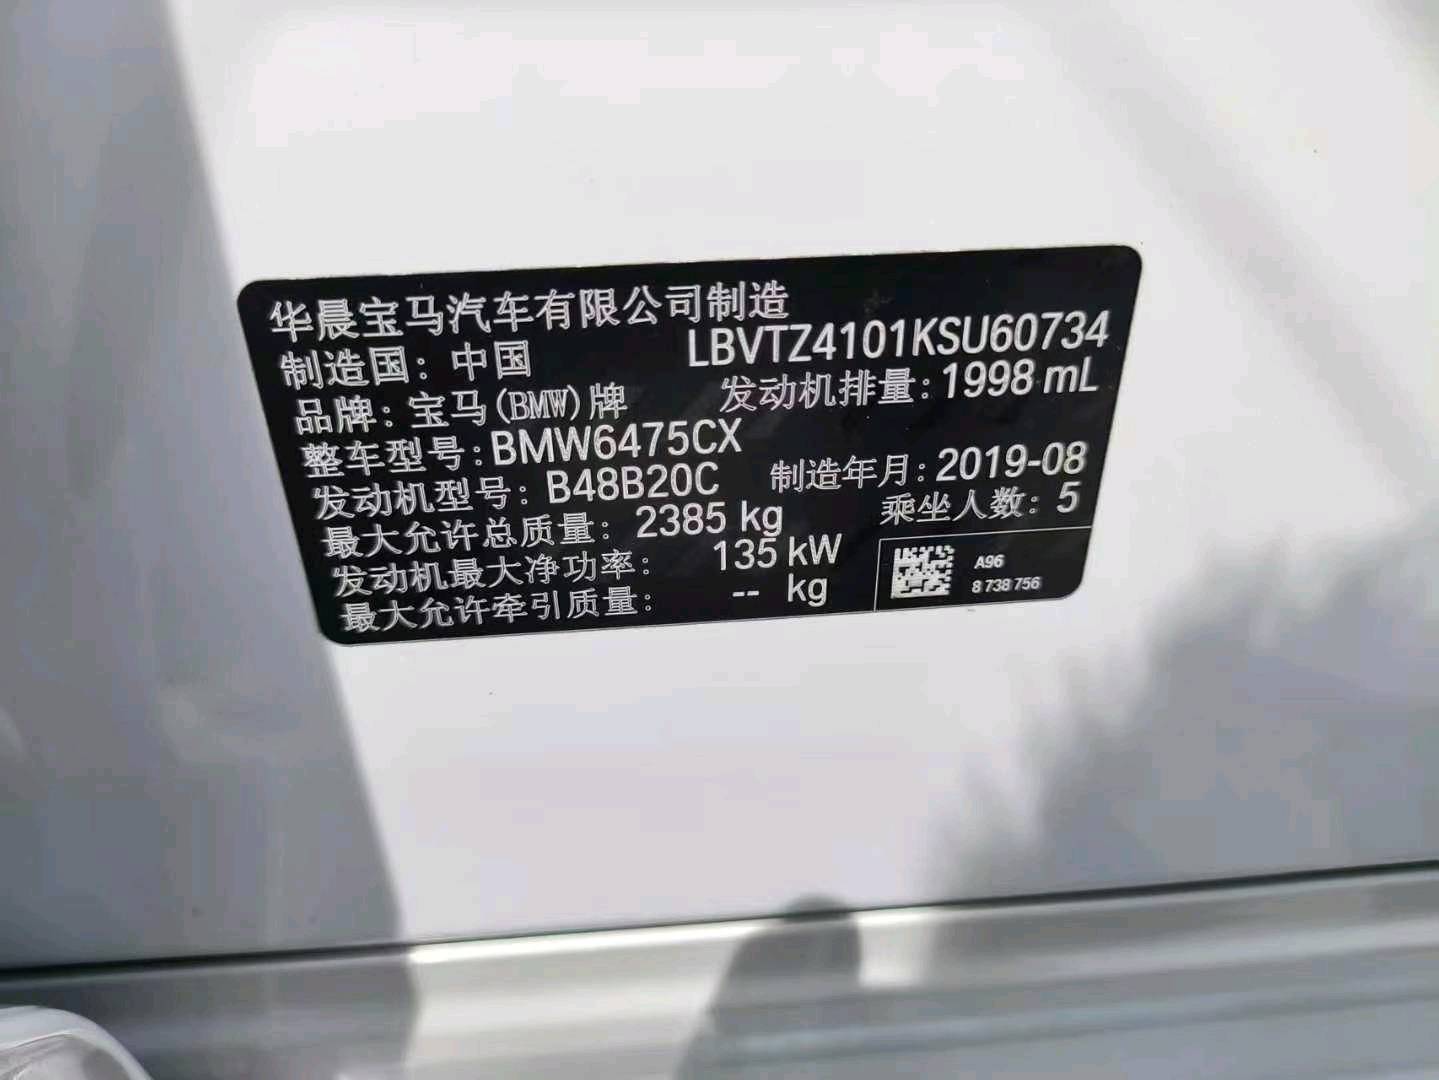 华晨宝马汽车有限公司制造
制造国：中国 LBVTZ4101KSU60734
品牌：宝马(BMW)牌 发动机排量：1998 mL
整车型号：BMW6475CX
发动机型号：B48B20C 制造年月：2019-08
最大允许总质量：2385 kg 乘坐人数：5
发动机最大净功率：135 kW
最大允许牵引质量：-- kg
A96
8 738 756